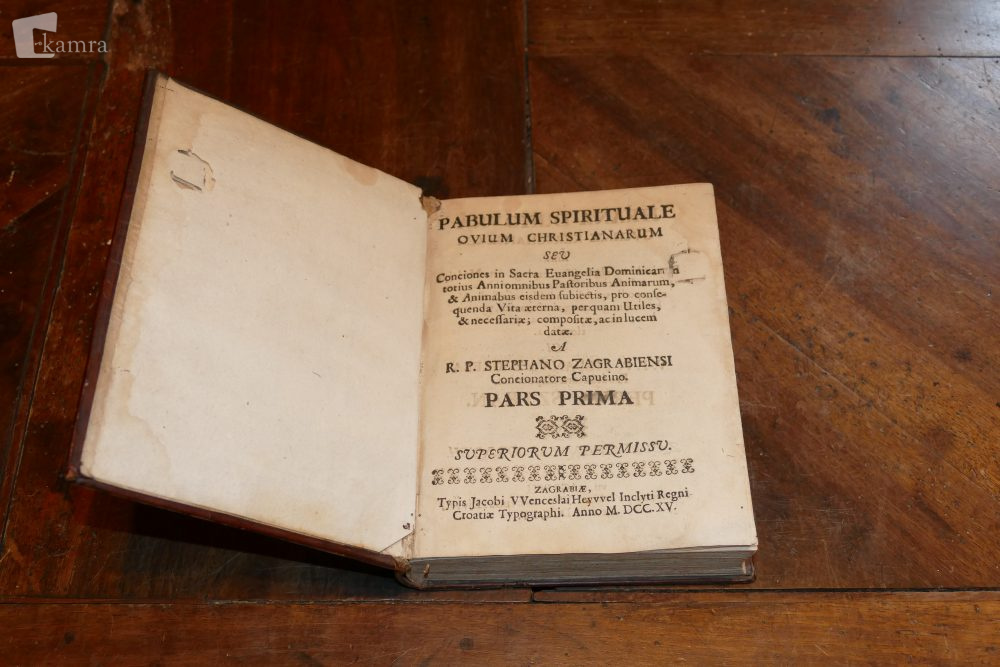 kamra
PABULUM SPIRITUALE
OVIUM CHRISTIANARUM
SEU
Conciones in Sacra Euangelia Dominicarum
totius Anni omnibus Pastoribus Animarum,
& Animabus eisdem subiectis, pro conse-
quenda Vita æterna, perquam Utiles,
& necessariæ; compositæ, ac in lucem
datæ.
A
R. P. STEPHANO ZAGRABIENSI
Concionatore Capucino.
PARS PRIMA
SUPERIORUM PERMISSU.
ZAGRABIÆ,
Typis Jacobi VVenceslai Heyvvel Inclyti Regni
Croatiæ Typographi. Anno M. DCC. XV.